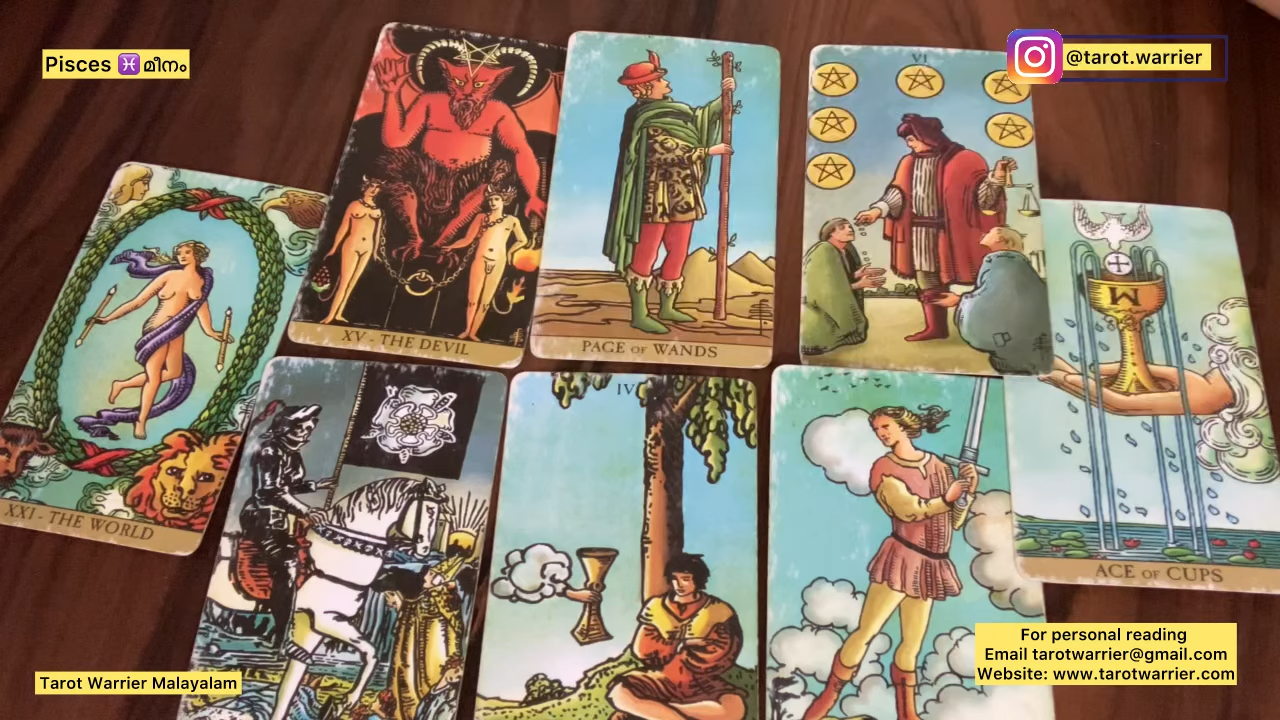 Pisces ♓ മീനം
@tarot.warrier
VI
XV - THE DEVIL
PAGE OF WANDS
XXI - THE WORLD
IV
ACE OF CUPS
Tarot Warrier Malayalam
For personal reading
Email tarotwarrier@gmail.com
Website: www.tarotwarrier.com